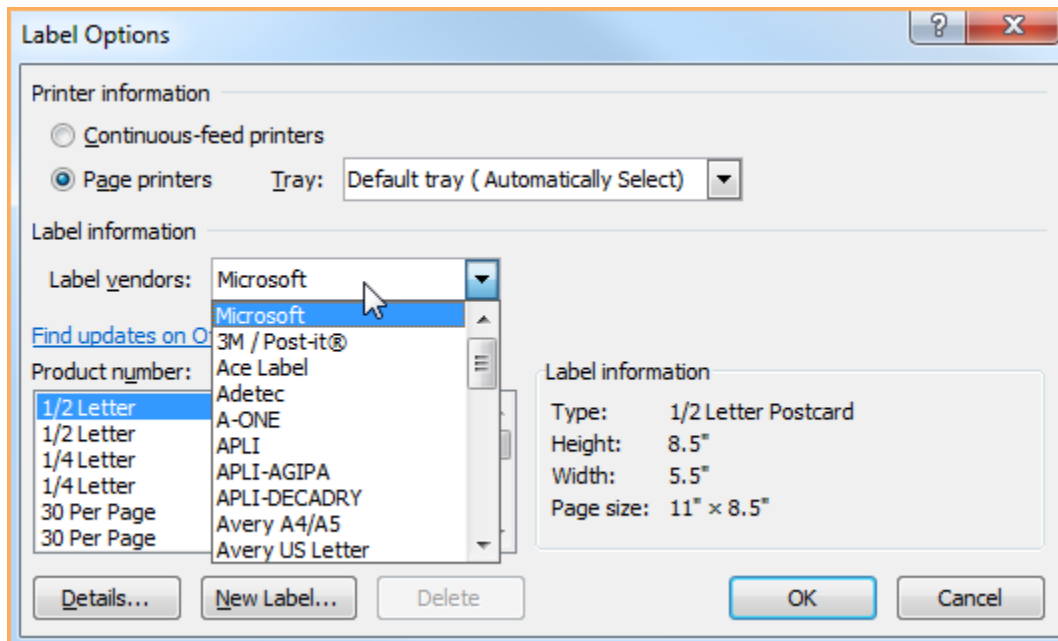 Label Options
Printer information
Continuous-feed printers
Page printers Tray: Default tray ( Automatically Select)
Label information
Label vendors: Microsoft
Microsoft
3M / Post-it®
Ace Label
Adetec
A-ONE
APLI
APLI-AGIPA
APLI-DECADRY
Avery A4/A5
Avery US Letter
Find updates on O
Product number:
1/2 Letter
1/2 Letter
1/4 Letter
1/4 Letter
30 Per Page
30 Per Page
Label information
Type: 1/2 Letter Postcard
Height: 8.5"
Width: 5.5"
Page size: 11" × 8.5"
Details... New Label... Delete OK Cancel